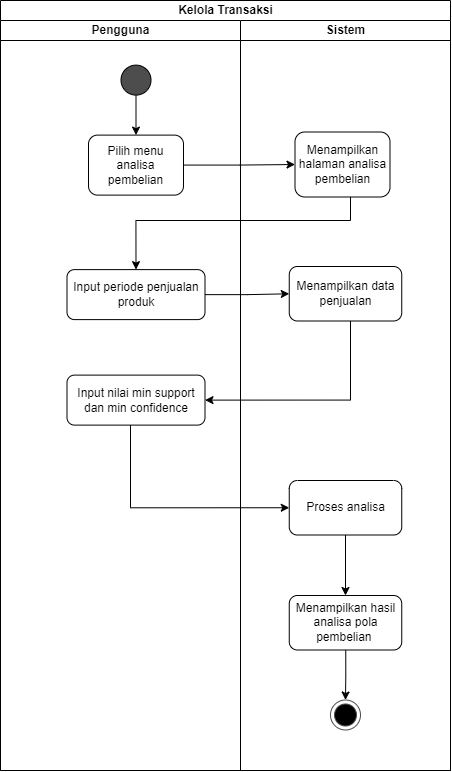 Kelola Transaksi
Pengguna
Sistem
Pilih menu
analisa
pembelian
Menampilkan
halaman analisa
pembelian
Input periode penjualan
produk
Menampilkan data
penjualan
Input nilai min support
dan min confidence
Proses analisa
Menampilkan hasil
analisa pola
pembelian